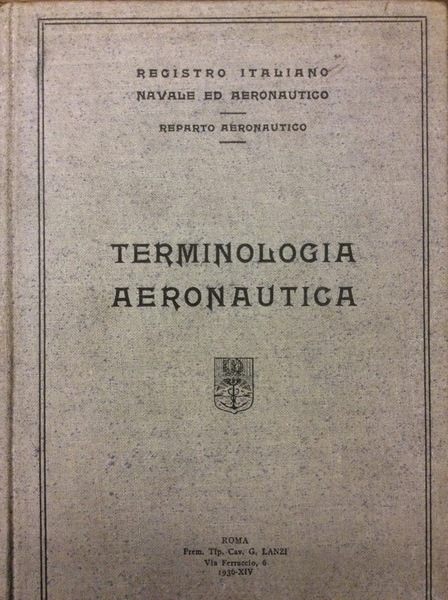 REGISTRO ITALIANO
NAVALE ED AERONAUTICO
REPARTO AERONAUTICO
TERMINOLOGIA
AERONAUTICA
ROMA
Prem. Tip. Cav. G. LANZI
Via Ferruccio, 6
1936-XIV